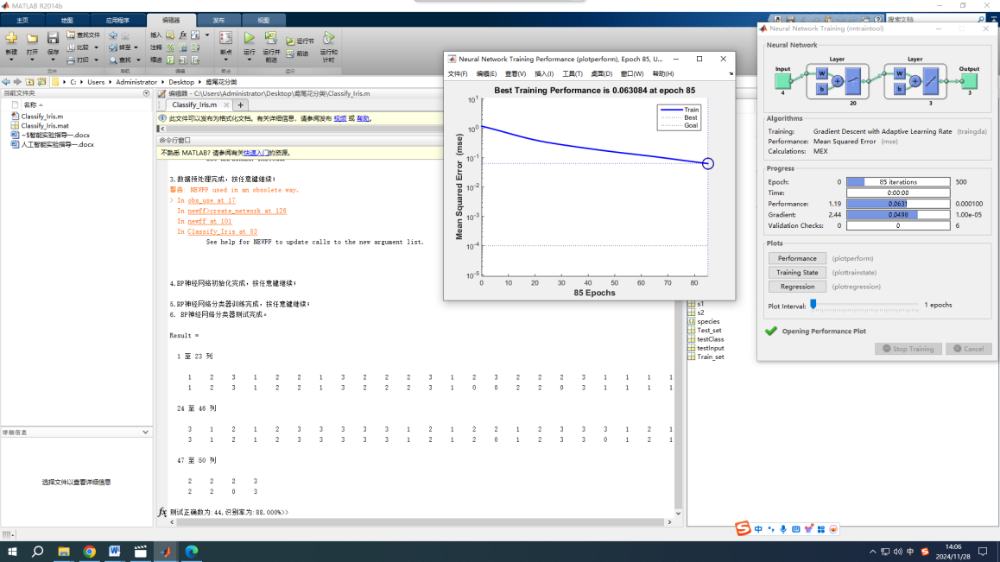 MATLAB R2014b
主页 绘图 应用程序 编辑器 发布 视图
搜索文档
新建 打开 保存 查找文件 比较 打印
转至 查找
插入 注释 缩进
断点 运行 运行并前进 运行节 前进 运行和计时
文件 导航 编辑 断点 运行
C: Users Administrator Desktop 鸢尾花分类
当前文件夹
名称
Classify_Iris.m
Classify_Iris.mat
~$智能实验指导一.docx
人工智能实验指导一.docx
详细信息
选择文件以查看详细信息
编辑器 - C:\Users\Administrator\Desktop\鸢尾花分类\Classify_Iris.m
Classify_Iris.m
此文件可以发布为格式化文档。有关详细信息，请参阅发布 视频 或 帮助。
命令行窗口
不熟悉 MATLAB? 请参阅有关快速入门的资源。
3.数据预处理完成，按任意键继续：
警告: NEWFF used in an obsolete way.
> In obs_use at 17
In newff>create_network at 126
In newff at 101
In Classify_Iris at 53
See help for NEWFF to update calls to the new argument list.
4.BP神经网络初始化完成，按任意键继续：
5.BP神经网络分类器训练完成，按任意键继续：
6. BP神经网络分类器测试完成。
Result =
1 至 23 列
1 2 3 1 2 2 1 3 2 2 2 3 1 2 3 2 2 2 3 1 1 1 1
1 2 3 1 2 2 1 3 2 2 2 3 1 0 0 2 2 0 3 1 1 1 1
24 至 46 列
3 1 2 1 2 3 3 3 3 3 1 2 1 2 2 1 2 3 3 3 1 2 1
3 1 2 1 2 3 3 3 3 3 1 2 1 2 0 1 2 3 3 0 1 2 1
47 至 50 列
2 2 2 3
2 2 0 3
fx 测试正确数为:44,识别率为:88.000%>>
Neural Network Training Performance (plotperform), Epoch 85, U...
文件(F) 编辑(E) 查看(V) 插入(I) 工具(T) 桌面(D) 窗口(W) 帮助(H)
Best Training Performance is 0.063084 at epoch 85
Train
Best
Goal
Mean Squared Error (mse)
10^1
10^0
10^-1
10^-2
10^-3
10^-4
10^-5
0 10 20 30 40 50 60 70 80
85 Epochs
s1
s2
species
Test_set
testClass
testInput
Train_set
Neural Network Training (nntraintool)
Neural Network
Input 4
Layer W b 20
Layer W b 3
Output 3
Algorithms
Training: Gradient Descent with Adaptive Learning Rate (traingda)
Performance: Mean Squared Error (mse)
Calculations: MEX
Progress
Epoch: 0 85 iterations 500
Time: 0:00:00
Performance: 1.19 0.0631 0.000100
Gradient: 2.44 0.0498 1.00e-05
Validation Checks: 0 0 6
Plots
Performance (plotperform)
Training State (plottrainstate)
Regression (plotregression)
Plot Interval: 1 epochs
Opening Performance Plot
Stop Training Cancel
中
中
14:06
2024/11/28